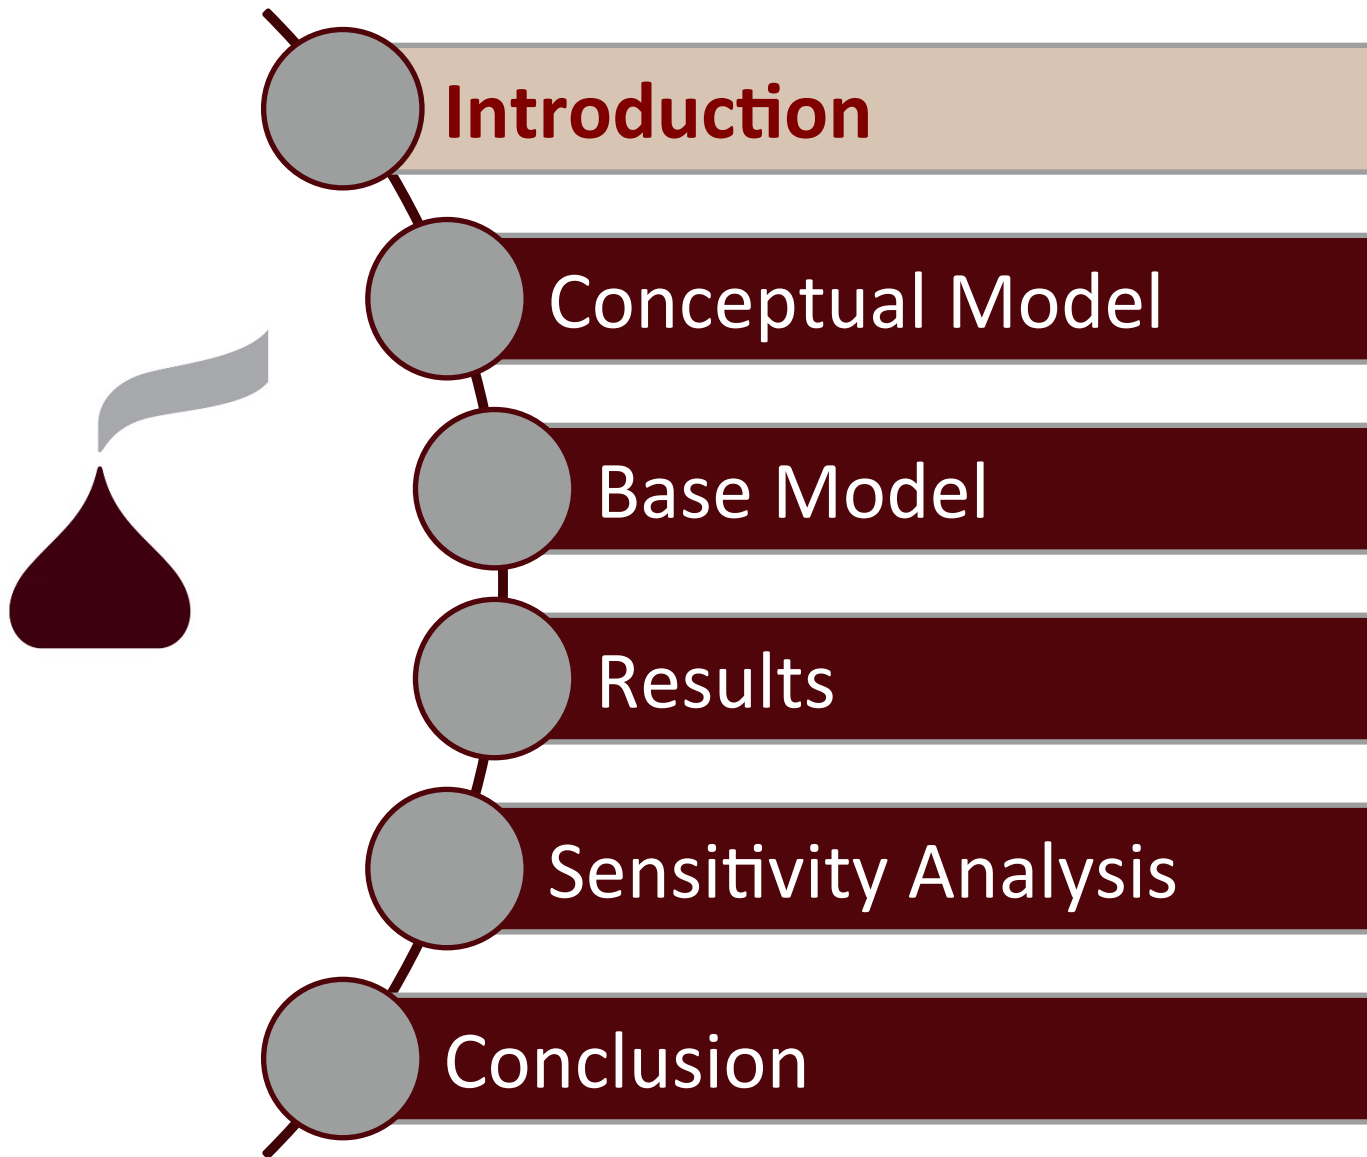 Introduction
Conceptual Model
Base Model
Results
Sensitivity Analysis
Conclusion